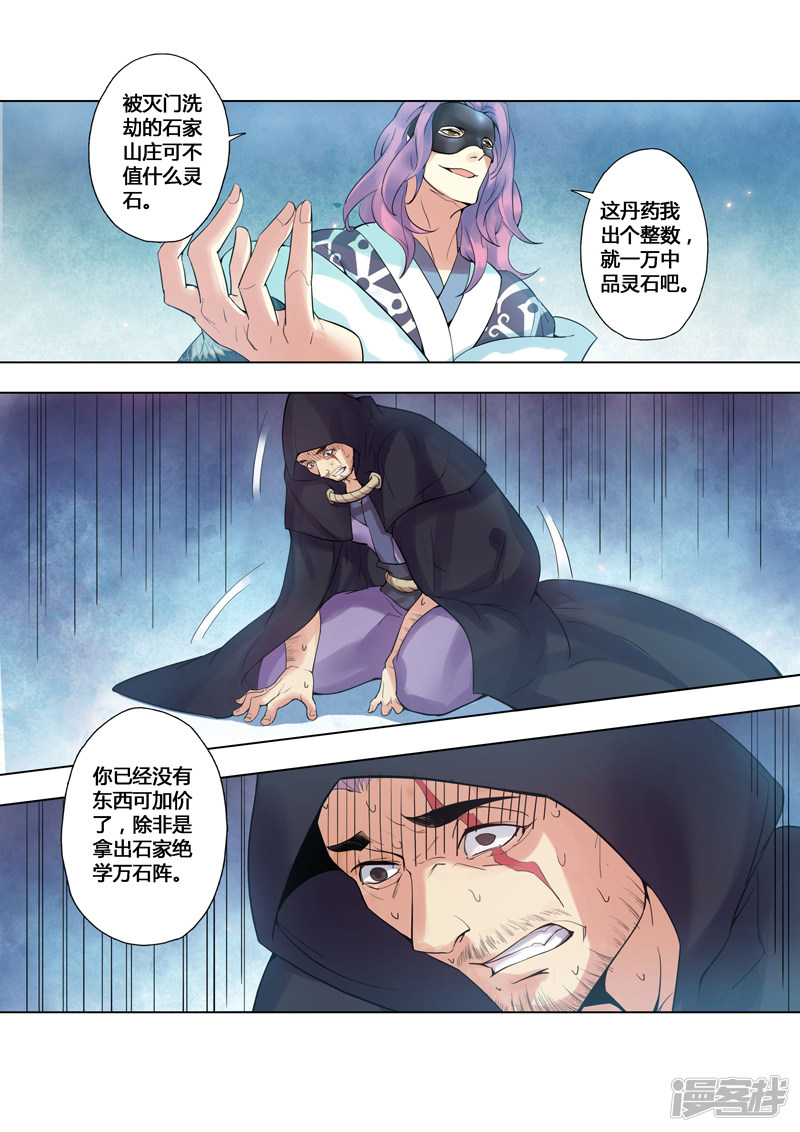 被灭门洗
劫的石家
山庄可不
值什么灵
石。
这丹药我
出个整数，
就一万中
品灵石吧。
你已经没有
东西可加价
了，除非是
拿出石家绝
学万石阵。
漫客栈